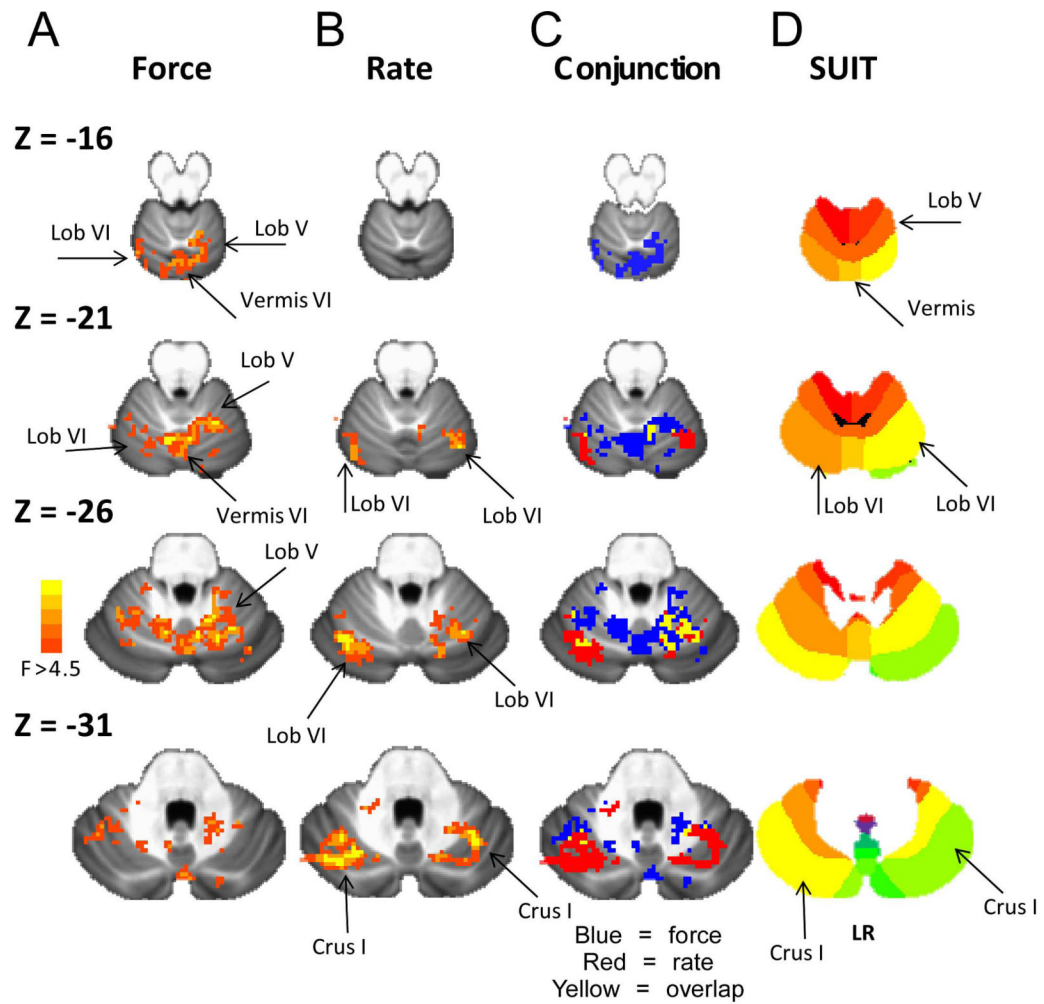 A B C D
Force Rate Conjunction SUIT
Z = -16
Lob VI Lob V Lob V
Vermis VI Vermis
Z = -21
Lob V
Lob VI
Vermis VI Lob VI Lob VI Lob VI Lob VI
Z = -26
Lob V
F >4.5
Lob VI Lob VI
Z = -31
Crus I Crus I Crus I Crus I
LR
Blue = force
Red = rate
Yellow = overlap